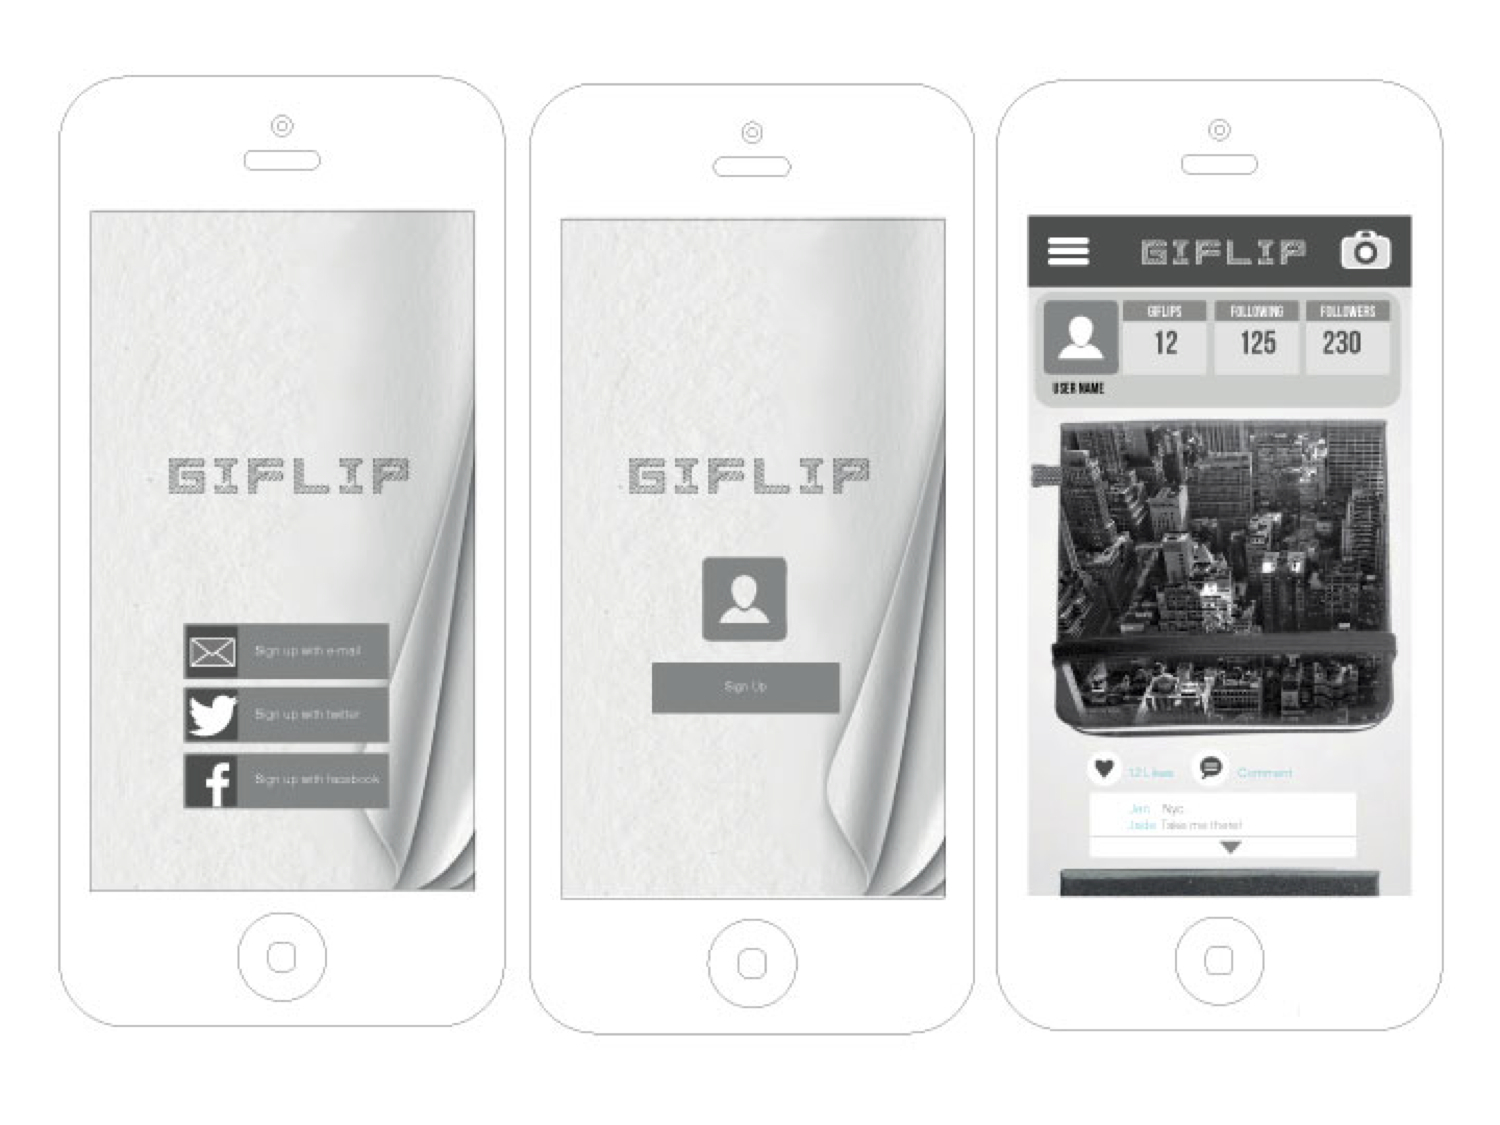 GIFLIP
Sign up with e-mail
Sign up with twitter
Sign up with facebook
GIFLIP
Sign Up
GIFLIP
GIFLIPS FOLLOWING FOLLOWERS
12 125 230
USER NAME
12 Likes Comment
Jen Nyc
Jade Take me there!